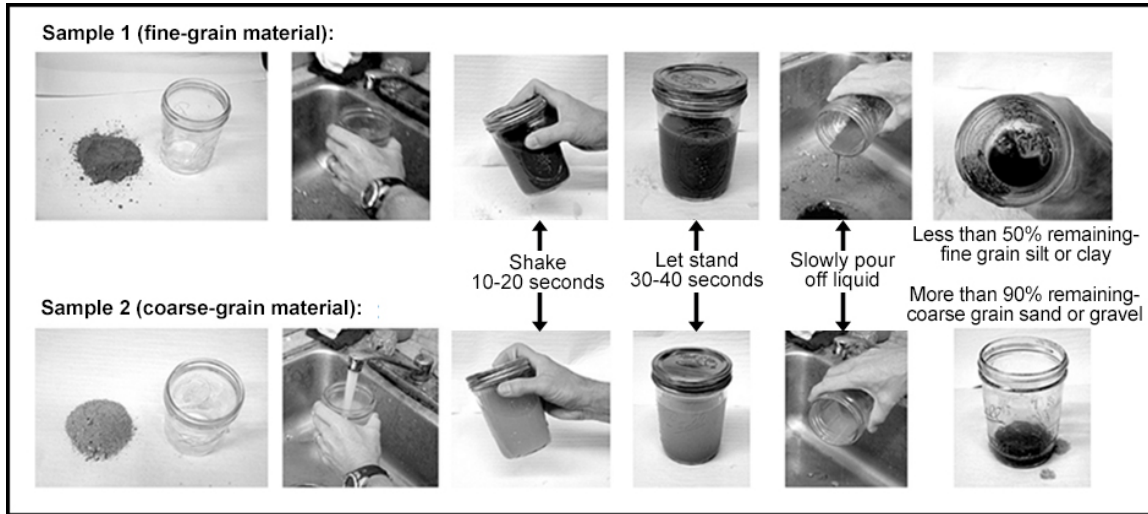 Sample 1 (fine-grain material):
Shake
10-20 seconds
Let stand
30-40 seconds
Slowly pour
off liquid
Less than 50% remaining-
fine grain silt or clay
More than 90% remaining-
coarse grain sand or gravel
Sample 2 (coarse-grain material):